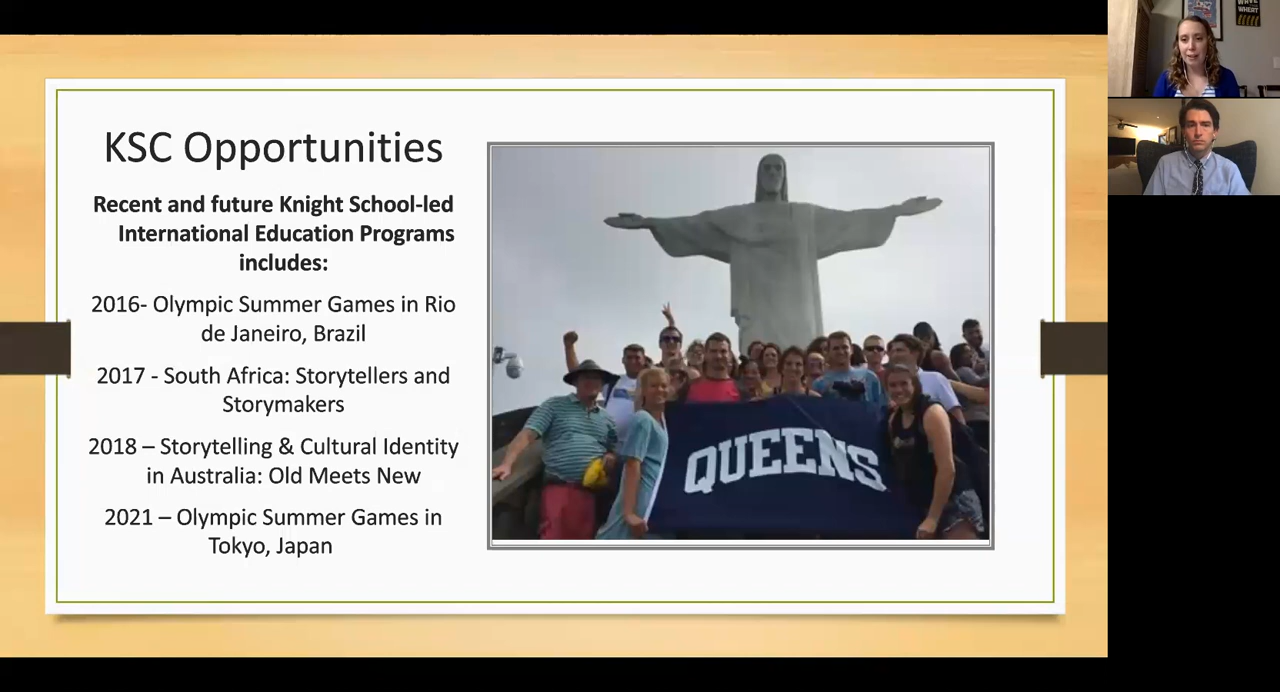 KSC Opportunities
Recent and future Knight School-led
International Education Programs
includes:
2016- Olympic Summer Games in Rio
de Janeiro, Brazil
2017 - South Africa: Storytellers and
Storymakers
2018 – Storytelling & Cultural Identity
in Australia: Old Meets New
2021 – Olympic Summer Games in
Tokyo, Japan
QUEENS
WHEAT